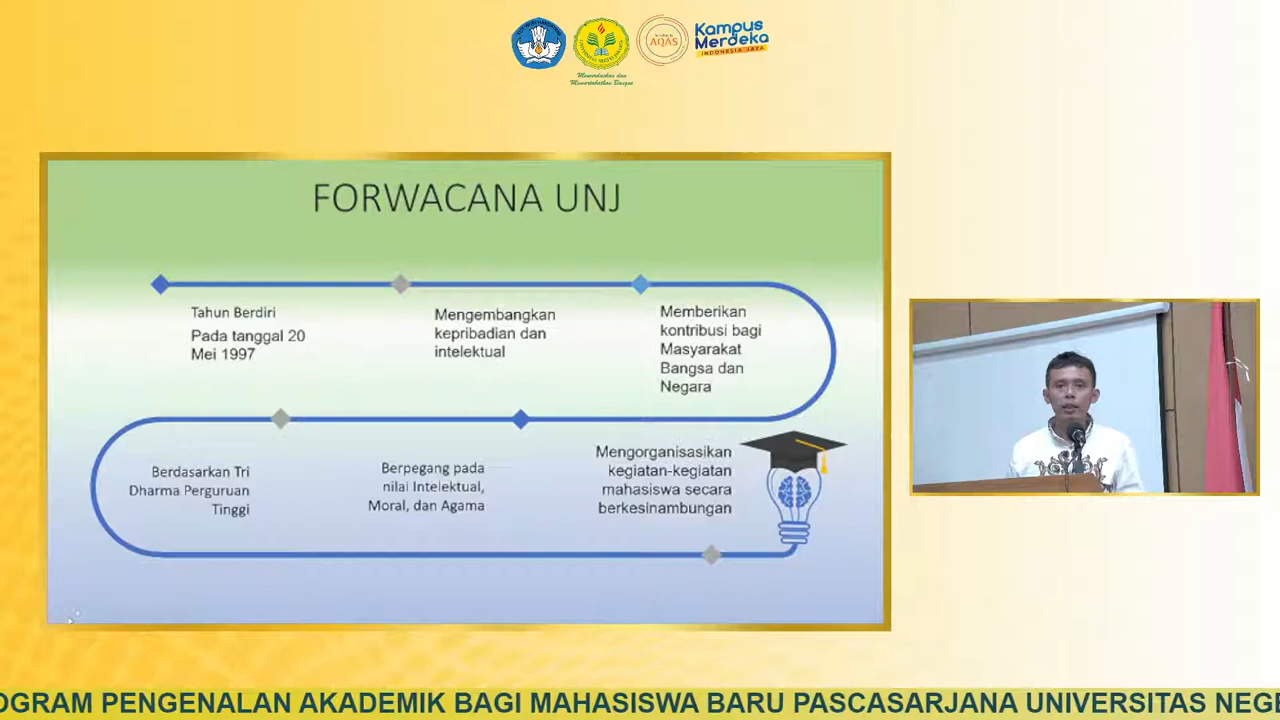 Kampus
Merdeka
INDONESIA JAYA
AQAS
FORWACANA UNJ
Tahun Berdiri
Pada tanggal 20
Mei 1997
Mengembangkan
kepribadian dan
intelektual
Memberikan
kontribusi bagi
Masyarakat
Bangsa dan
Negara
Berdasarkan Tri
Dharma Perguruan
Tinggi
Berpegang pada
nilai Intelektual,
Moral, dan Agama
Mengorganisasikan
kegiatan-kegiatan
mahasiswa secara
berkesinambungan
OGRAM PENGENALAN AKADEMIK BAGI MAHASISWA BARU PASCASARJANA UNIVERSITAS NEGE